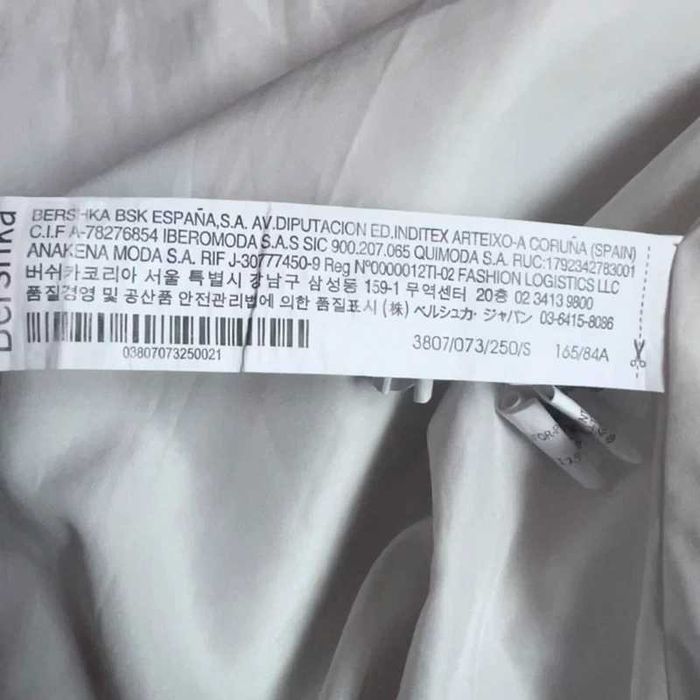 Bershka
BERSHKA BSK ESPAÑA,S.A. AV.DIPUTACION ED.INDITEX ARTEIXO-A CORUÑA (SPAIN)
C.I.F A-78276854 IBEROMODA S.A.S SIC 900.207.065 QUIMODA S.A. RUC:1792342783001
ANAKENA MODA S.A. RIF J-30777450-9 Reg Nº0000012TI-02 FASHION LOGISTICS LLC
버쉬카코리아 서울 특별시 강남구 삼성동 159-1 무역센터 20층 02 3413 9800
품질경영 및 공산품 안전관리법에 의한 품질표시 (株) ベルシュカ・ジャパン 03-6415-8086
03807073250021
3807/073/250/S 165/84A